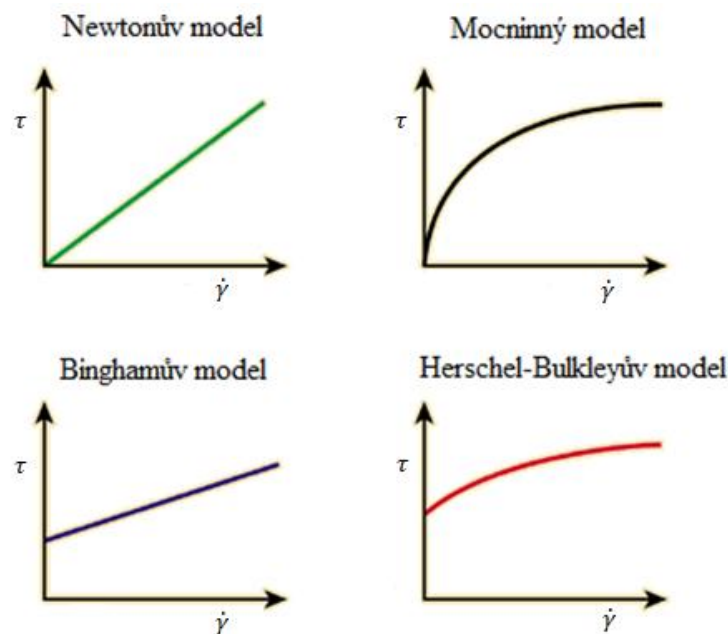 Newtonův model
τ
γ̇
Mocninný model
τ
γ̇
Binghamův model
τ
γ̇
Herschel-Bulkleyův model
τ
γ̇